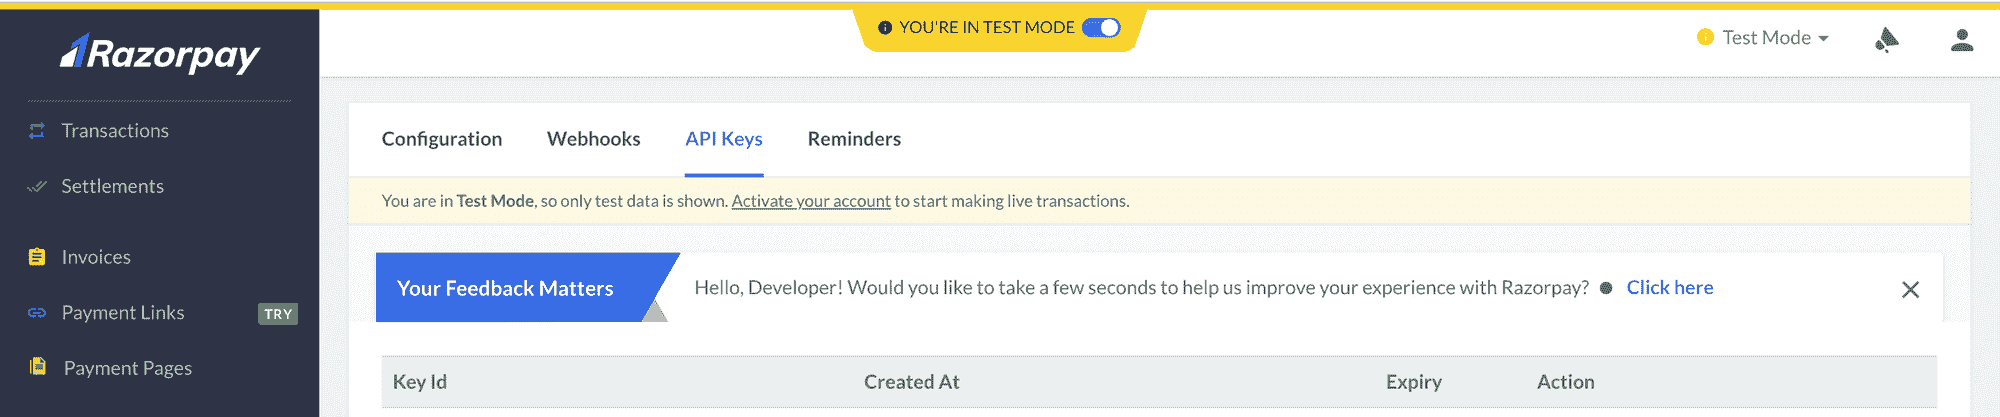 YOU'RE IN TEST MODE
Test Mode
Razorpay
Transactions
Settlements
Invoices
Payment Links TRY
Payment Pages
Configuration Webhooks API Keys Reminders
You are in Test Mode, so only test data is shown. Activate your account to start making live transactions.
Your Feedback Matters Hello, Developer! Would you like to take a few seconds to help us improve your experience with Razorpay? Click here
Key Id Created At Expiry Action